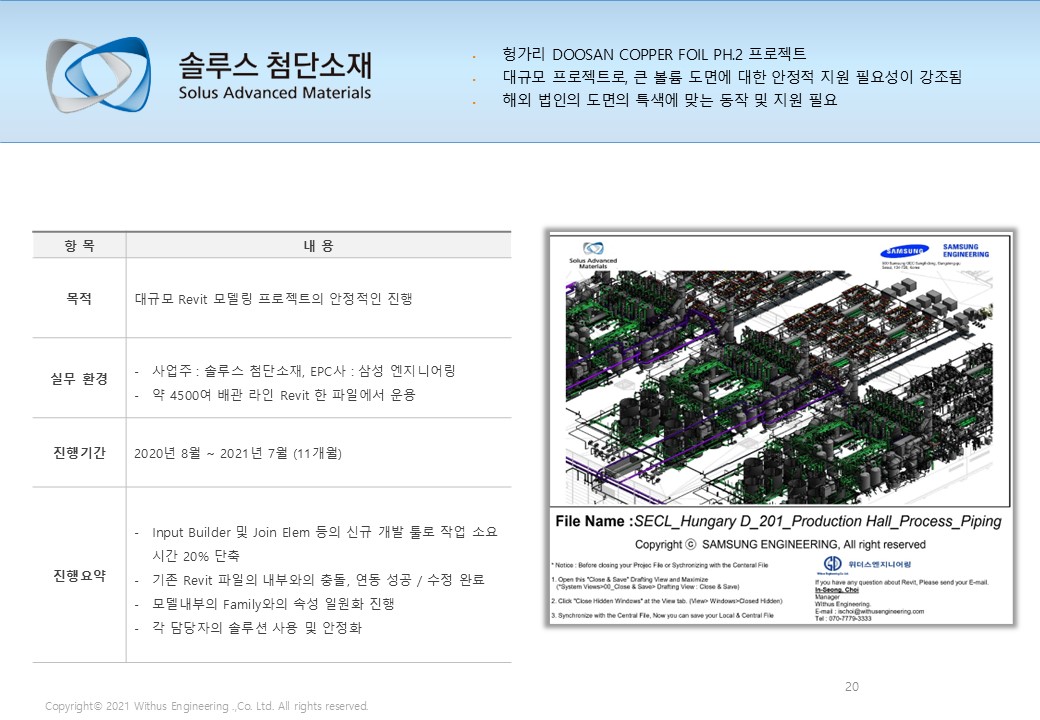 솔루스 첨단소재
Solus Advanced Materials
헝가리 DOOSAN COPPER FOIL PH.2 프로젝트
대규모 프로젝트로, 큰 볼륨 도면에 대한 안정적 지원 필요성이 강조됨
해외 법인의 도면의 특색에 맞는 동작 및 지원 필요
항 목
내 용
목적
대규모 Revit 모델링 프로젝트의 안정적인 진행
실무 환경
- 사업주 : 솔루스 첨단소재, EPC사 : 삼성 엔지니어링
- 약 4500여 배관 라인 Revit 한 파일에서 운용
진행기간
2020년 8월 ~ 2021년 7월 (11개월)
진행요약
- Input Builder 및 Join Elem 등의 신규 개발 툴로 작업 소요
시간 20% 단축
- 기존 Revit 파일의 내부와의 충돌, 연동 성공 / 수정 완료
- 모델내부의 Family와의 속성 일원화 진행
- 각 담당자의 솔루션 사용 및 안정화
Solus Advanced
Materials
SAMSUNG
SAMSUNG
ENGINEERING
File Name :SECL_Hungary D_201_Production Hall_Process_Piping
Copyright ⓒ SAMSUNG ENGINEERING, All right reserved
* Notice : Before closing your Projec File or Sychronizing with the Centeral File
1. Open this "Close & Save" Drafting View and Maximize
("System Views>00_Close & Save> Drafting View : Close & Save)
2. Click "Close Hidden Windows" at the View tab. (View> Windows>Closed Hidden)
3. Synchronize with the Central File, Now you can save your Local & Central File
위더스엔지니어링
If you have any question about Revit, Please send your E-mail.
In-Seong, Choi
Manager
Withus Engineering.
E-mail : ischoi@withusengineering.com
Tel : 070-7779-3333
20
Copyright© 2021 Withus Engineering .,Co. Ltd. All rights reserved.